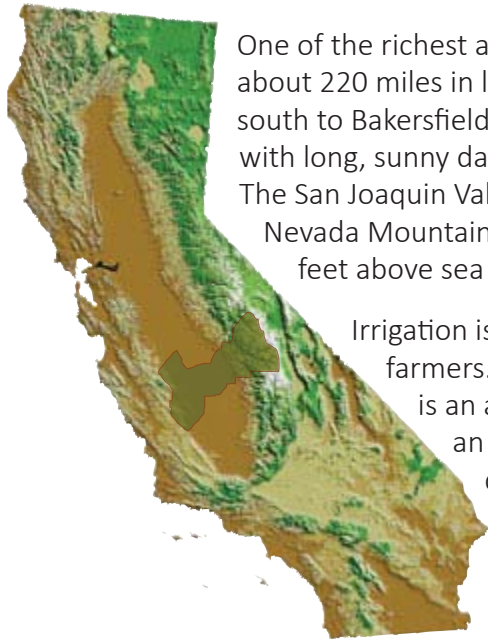 One of the richest a
about 220 miles in l
south to Bakersfield
with long, sunny da
The San Joaquin Val
Nevada Mountain
feet above sea
Irrigation is
farmers.
is an a
an